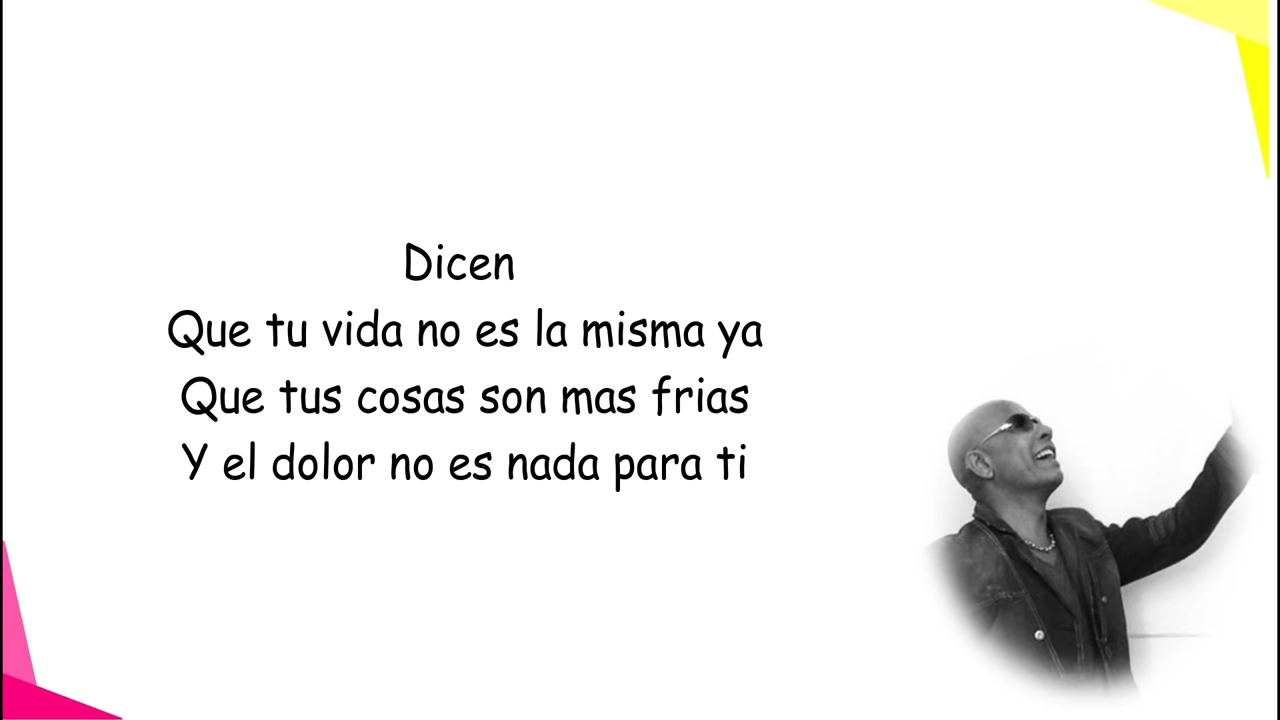 Dicen
Que tu vida no es la misma ya
Que tus cosas son mas frias
Y el dolor no es nada para ti